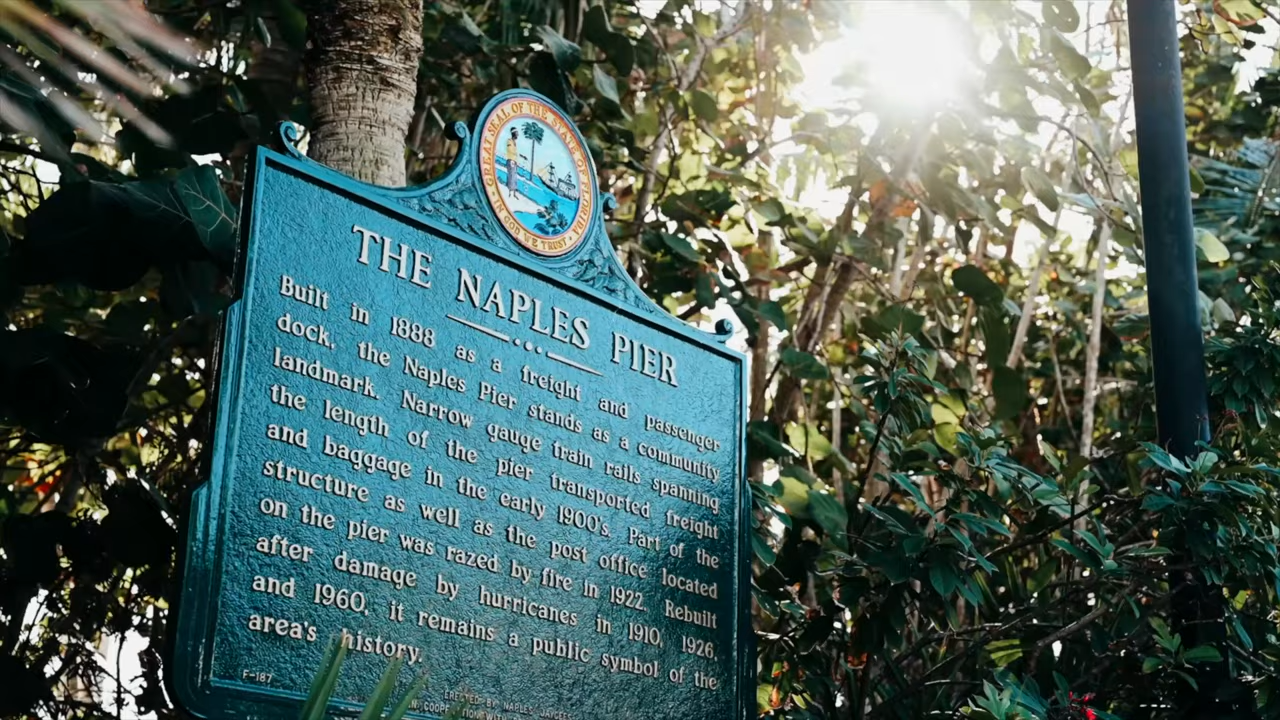 GREAT SEAL OF THE STATE OF FLORIDA
IN GOD WE TRUST
THE NAPLES PIER
Built in 1888 as a freight and passenger
dock, the Naples Pier stands as a community
landmark. Narrow gauge train rails spanning
the length of the pier transported freight
and baggage in the early 1900's. Part of the
structure as well as the post office located
on the pier was razed by fire in 1922. Rebuilt
after damage by hurricanes in 1910, 1926,
and 1960, it remains a public symbol of the
area's history.
F-187
ERECTED BY NAPLES JAYCEES
IN COOPE